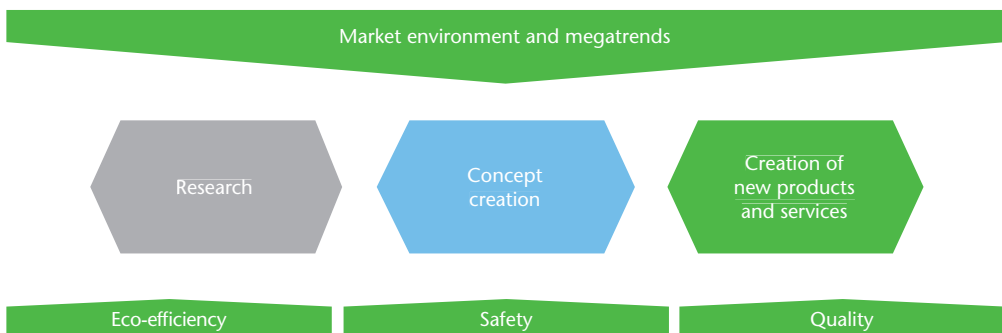 Market environment and megatrends
Research
Concept
creation
Creation of
new products
and services
Eco-efficiency
Safety
Quality